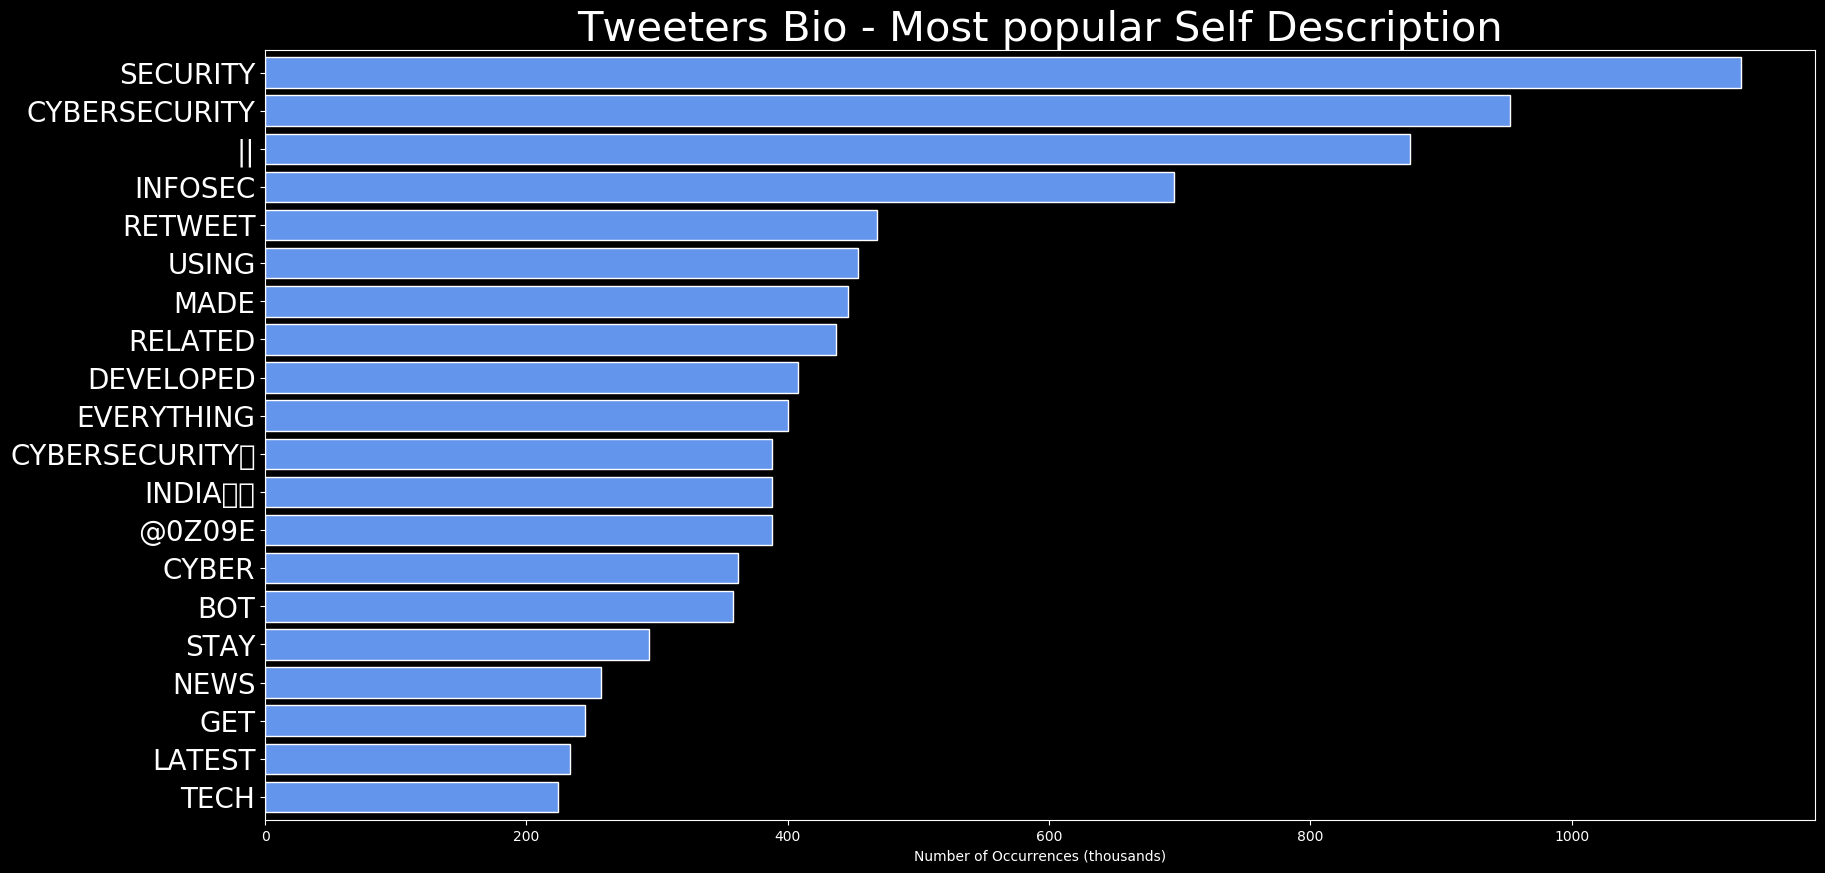 Tweeters Bio - Most popular Self Description
SECURITY
CYBERSECURITY
||
INFOSEC
RETWEET
USING
MADE
RELATED
DEVELOPED
EVERYTHING
CYBERSECURITY▯
INDIA▯▯
@0Z09E
CYBER
BOT
STAY
NEWS
GET
LATEST
TECH
0 200 400 600 800 1000
Number of Occurrences (thousands)